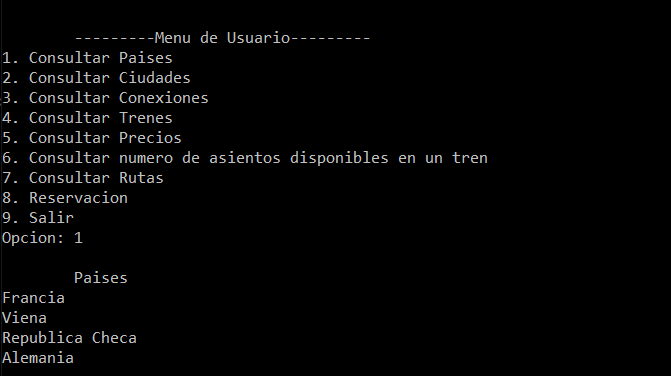 ---------Menu de Usuario---------
1. Consultar Paises
2. Consultar Ciudades
3. Consultar Conexiones
4. Consultar Trenes
5. Consultar Precios
6. Consultar numero de asientos disponibles en un tren
7. Consultar Rutas
8. Reservacion
9. Salir
Opcion: 1
Paises
Francia
Viena
Republica Checa
Alemania